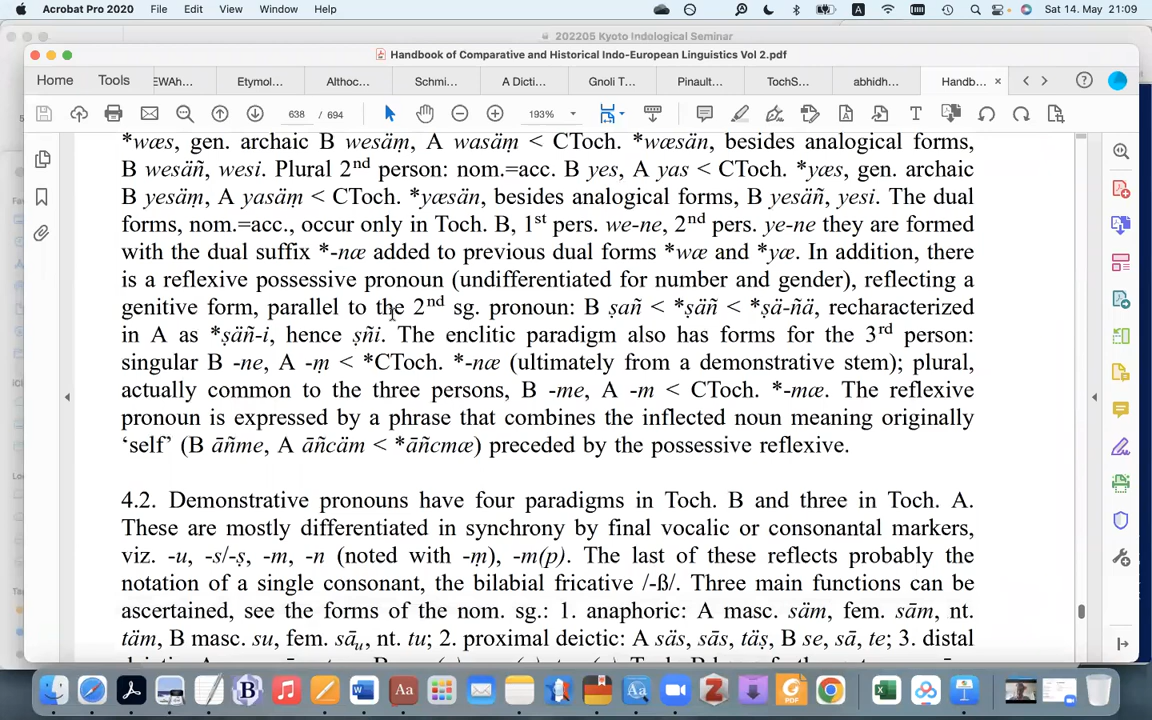 Acrobat Pro 2020 File Edit View Window Help Sat 14. May 21:09
202205 Kyoto Indological Seminar
Handbook of Comparative and Historical Indo-European Linguistics Vol 2.pdf
Home Tools EWAh... Etymol... Althoc... Schmi... A Dicti... Gnoli T... Pinault... TochS... abhidh... Handb... ×
638 / 694 193%
*wæs, gen. archaic B wesäṃ, A wasäṃ < CToch. *wæsän, besides analogical forms,
B wesäñ, wesi. Plural 2nd person: nom.=acc. B yes, A yas < CToch. *yæs, gen. archaic
B yesäṃ, A yasäṃ < CToch. *yæsän, besides analogical forms, B yesäñ, yesi. The dual
forms, nom.=acc., occur only in Toch. B, 1st pers. we-ne, 2nd pers. ye-ne they are formed
with the dual suffix *-næ added to previous dual forms *wæ and *yæ. In addition, there
is a reflexive possessive pronoun (undifferentiated for number and gender), reflecting a
genitive form, parallel to the 2nd sg. pronoun: B ṣañ < *ṣäñ < *ṣä-ñä, recharacterized
in A as *ṣäñ-i, hence ṣñi. The enclitic paradigm also has forms for the 3rd person:
singular B -ne, A -ṃ < *CToch. *-næ (ultimately from a demonstrative stem); plural,
actually common to the three persons, B -me, A -m < CToch. *-mæ. The reflexive
pronoun is expressed by a phrase that combines the inflected noun meaning originally
‘self’ (B āñme, A āñcäm < *āñcmæ) preceded by the possessive reflexive.
4.2. Demonstrative pronouns have four paradigms in Toch. B and three in Toch. A.
These are mostly differentiated in synchrony by final vocalic or consonantal markers,
viz. -u, -s/-ṣ, -m, -n (noted with -ṃ), -m(p). The last of these reflects probably the
notation of a single consonant, the bilabial fricative /-ß/. Three main functions can be
ascertained, see the forms of the nom. sg.: 1. anaphoric: A masc. säm, fem. sām, nt.
täm, B masc. su, fem. sāu, nt. tu; 2. proximal deictic: A säs, sās, täṣ, B se, sā, te; 3. distal